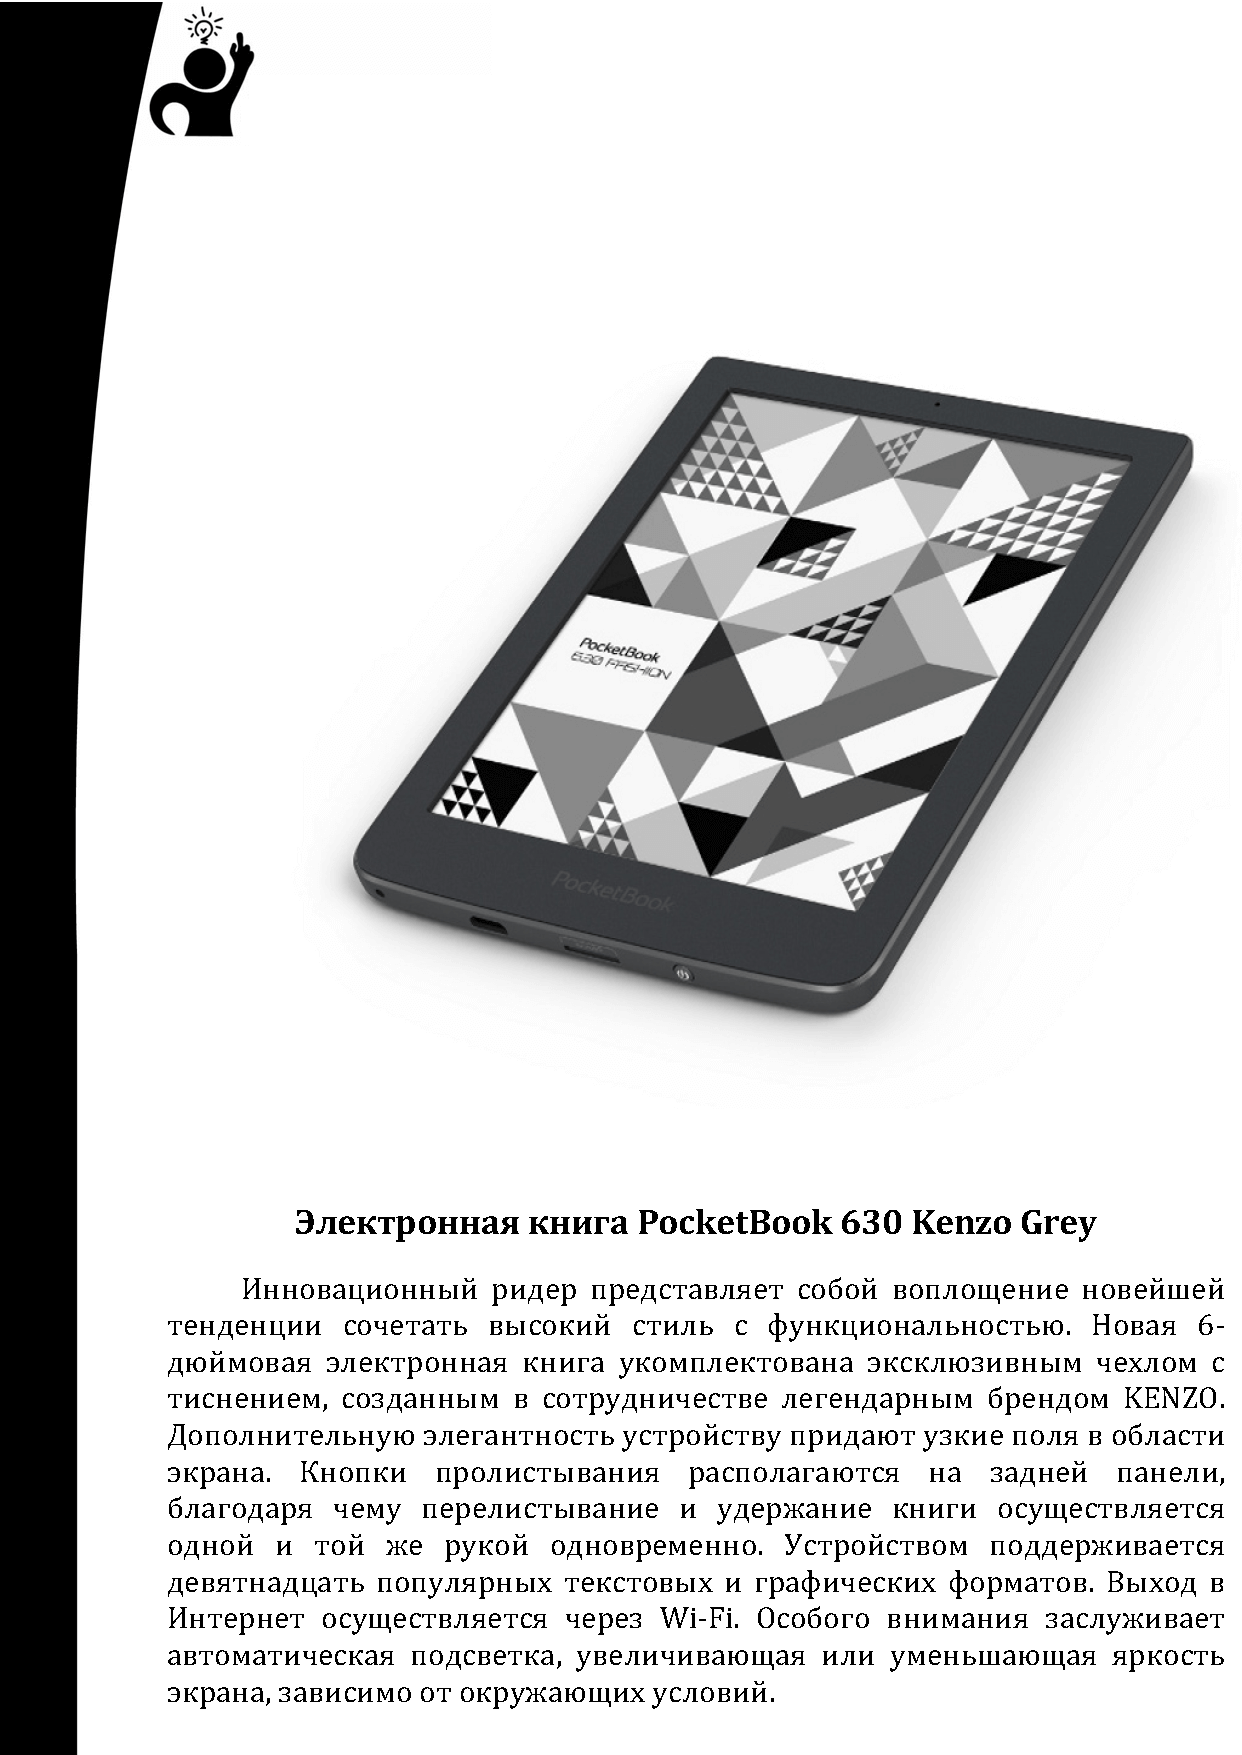 PocketBook
630 FASHION
PocketBook
Электронная книга PocketBook 630 Kenzo Grey
Инновационный ридер представляет собой воплощение новейшей
тенденции сочетать высокий стиль с функциональностью. Новая 6-
дюймовая электронная книга укомплектована эксклюзивным чехлом с
тиснением, созданным в сотрудничестве легендарным брендом KENZO.
Дополнительную элегантность устройству придают узкие поля в области
экрана. Кнопки пролистывания располагаются на задней панели,
благодаря чему перелистывание и удержание книги осуществляется
одной и той же рукой одновременно. Устройством поддерживается
девятнадцать популярных текстовых и графических форматов. Выход в
Интернет осуществляется через Wi-Fi. Особого внимания заслуживает
автоматическая подсветка, увеличивающая или уменьшающая яркость
экрана, зависимо от окружающих условий.